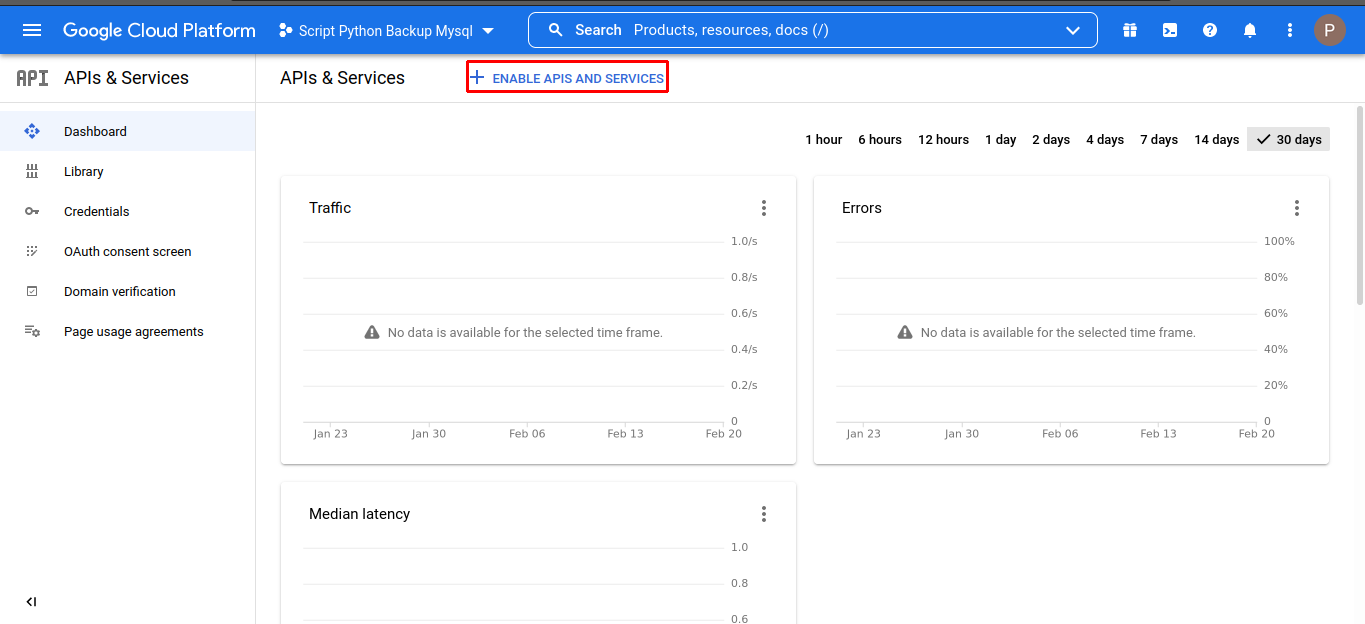 Google Cloud Platform
Script Python Backup Mysql
Search Products, resources, docs (/)
P
API APIs & Services
APIs & Services
ENABLE APIS AND SERVICES
Dashboard
Library
Credentials
OAuth consent screen
Domain verification
Page usage agreements
1 hour 6 hours 12 hours 1 day 2 days 4 days 7 days 14 days 30 days
Traffic
1.0/s
0.8/s
0.6/s
No data is available for the selected time frame.
0.4/s
0.2/s
0
Jan 23 Jan 30 Feb 06 Feb 13 Feb 20
Errors
100%
80%
60%
No data is available for the selected time frame.
40%
20%
0
Jan 23 Jan 30 Feb 06 Feb 13 Feb 20
Median latency
1.0
0.8
0.6